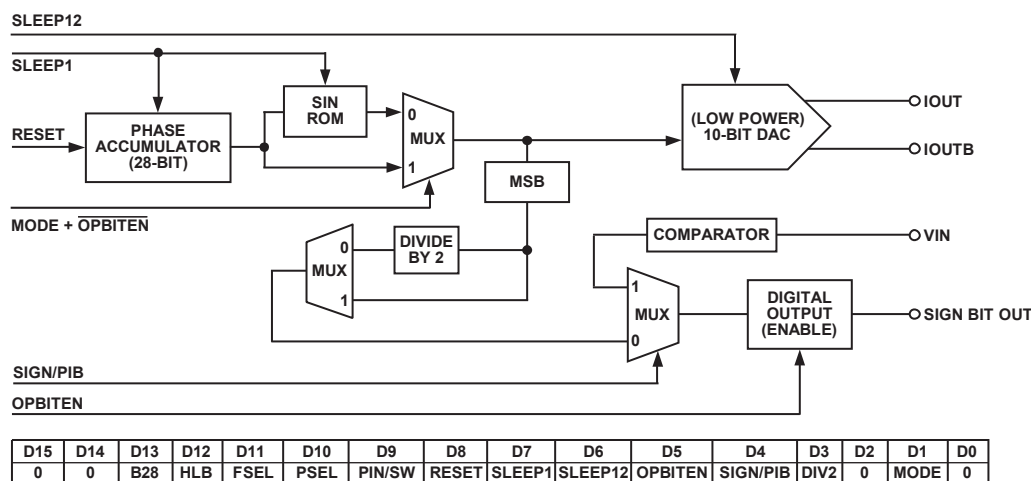 SLEEP12
SLEEP1
RESET
PHASE
ACCUMULATOR
(28-BIT)
SIN
ROM
0
MUX
1
MODE + OPBITEN
(LOW POWER)
10-BIT DAC
IOUT
IOUTB
MSB
0
MUX
1
DIVIDE
BY 2
COMPARATOR
VIN
1
MUX
0
DIGITAL
OUTPUT
(ENABLE)
SIGN BIT OUT
SIGN/PIB
OPBITEN
D15 D14 D13 D12 D11 D10 D9 D8 D7 D6 D5 D4 D3 D2 D1 D0
0 0 B28 HLB FSEL PSEL PIN/SW RESET SLEEP1 SLEEP12 OPBITEN SIGN/PIB DIV2 0 MODE 0